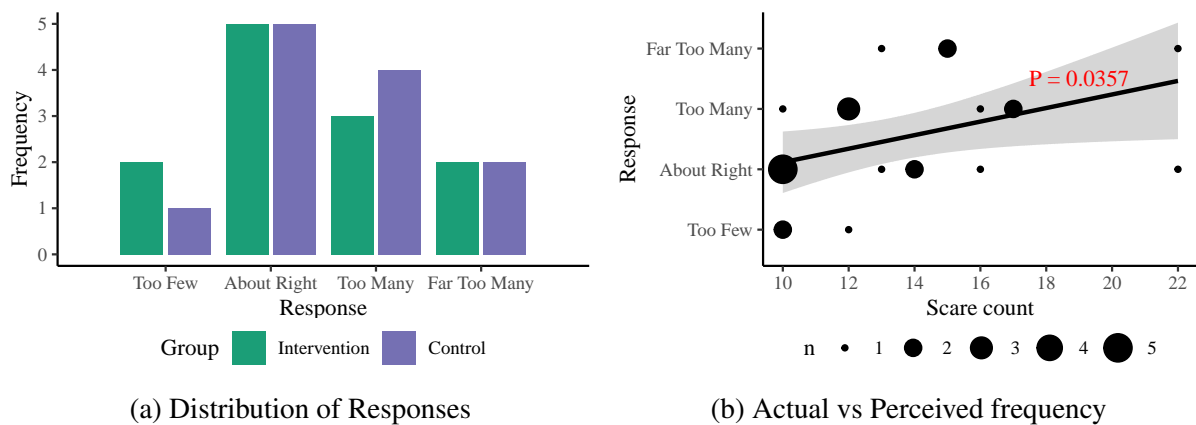 Frequency
5
4
3
2
1
0
Too Few About Right Too Many Far Too Many
Response
Group Intervention Control
(a) Distribution of Responses
Response
Far Too Many
Too Many
About Right
Too Few
P = 0.0357
10 12 14 16 18 20 22
Scare count
n 1 2 3 4 5
(b) Actual vs Perceived frequency